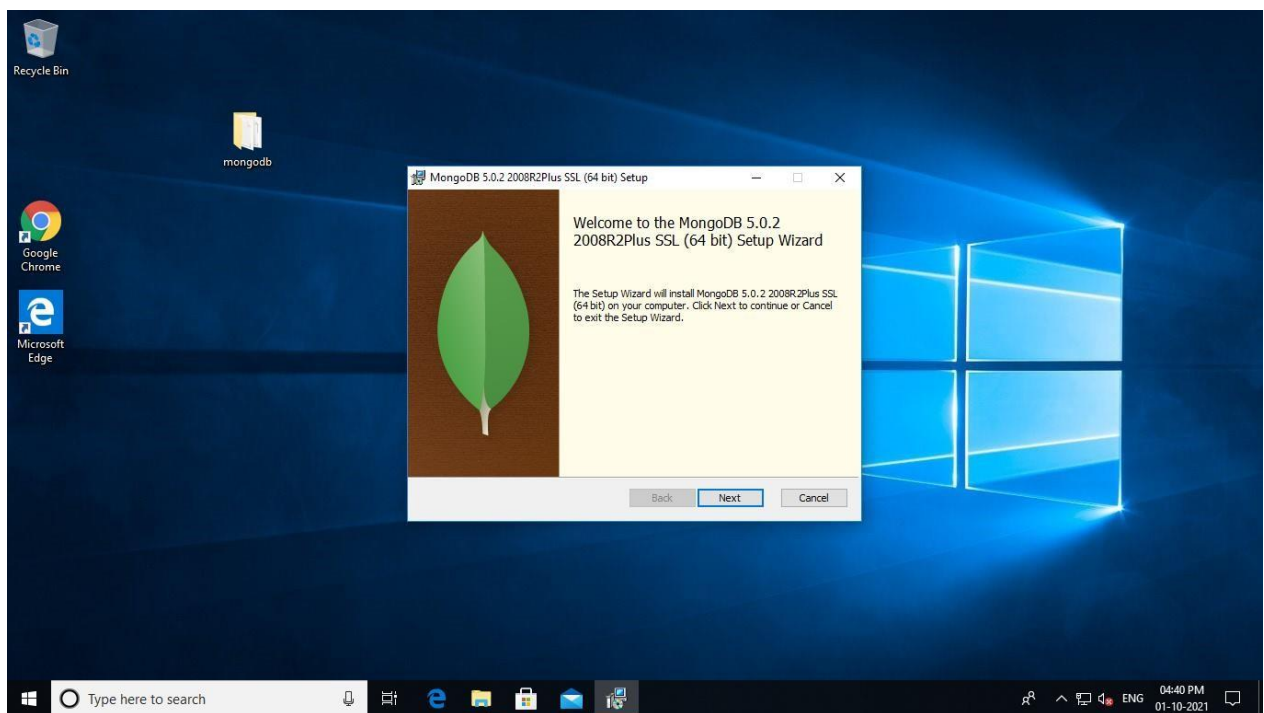 Recycle Bin
mongodb
Google
Chrome
Microsoft
Edge
MongoDB 5.0.2 2008R2Plus SSL (64 bit) Setup
Welcome to the MongoDB 5.0.2
2008R2Plus SSL (64 bit) Setup Wizard
The Setup Wizard will install MongoDB 5.0.2 2008R2Plus SSL
(64 bit) on your computer. Click Next to continue or Cancel
to exit the Setup Wizard.
Back Next Cancel
Type here to search
ENG
04:40 PM
01-10-2021